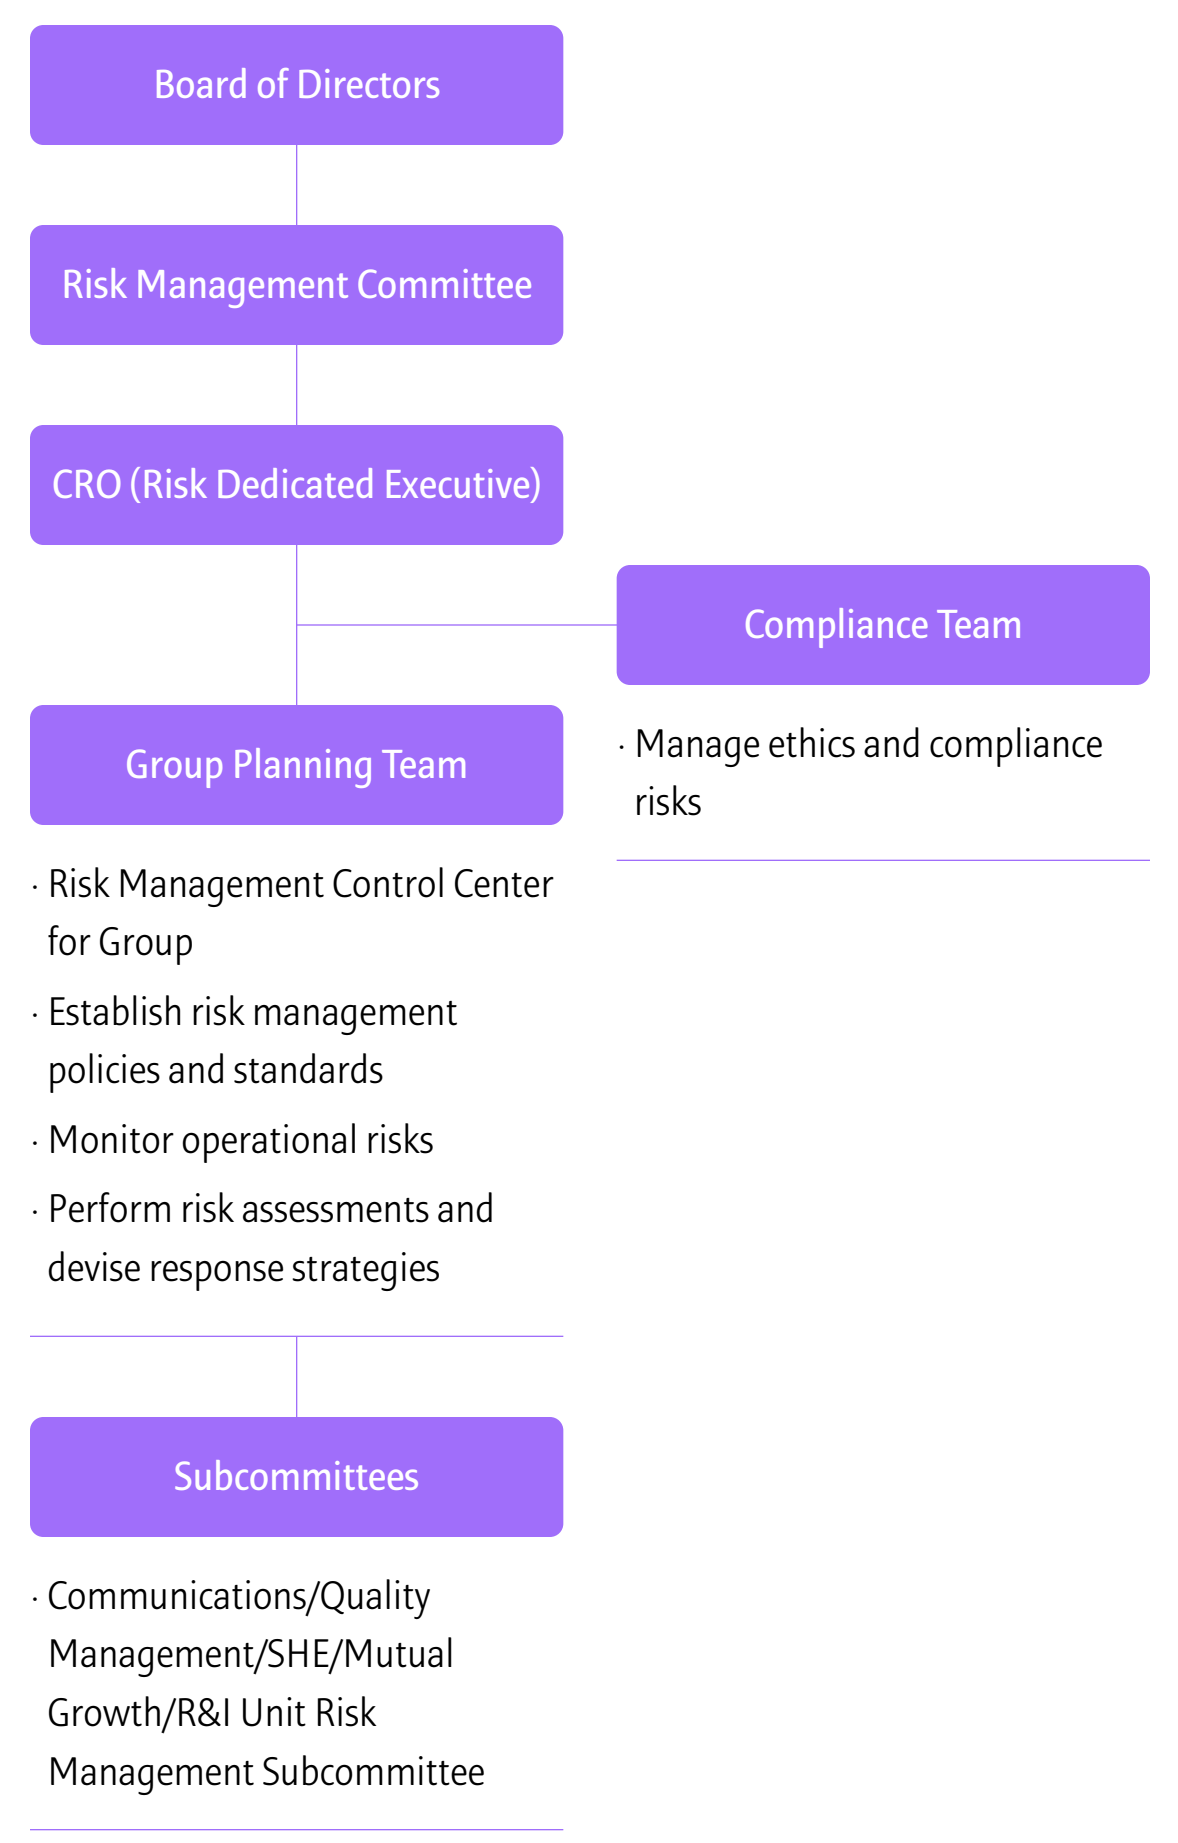 Board of Directors
Risk Management Committee
CRO (Risk Dedicated Executive)
Compliance Team
· Manage ethics and compliance
risks
Group Planning Team
· Risk Management Control Center
for Group
· Establish risk management
policies and standards
· Monitor operational risks
· Perform risk assessments and
devise response strategies
Subcommittees
· Communications/Quality
Management/SHE/Mutual
Growth/R&I Unit Risk
Management Subcommittee